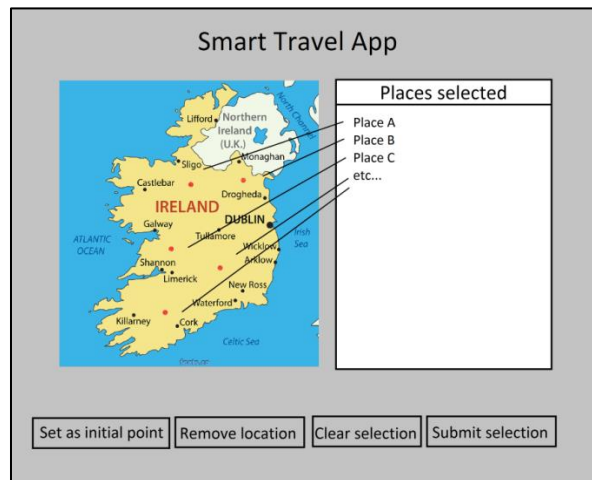 Smart Travel App
Lifford
Northern
Ireland
(U.K.)
North Channel
Sligo
Monaghan
Castlebar
Drogheda
IRELAND
DUBLIN
Galway
Tullamore
Irish
Sea
ATLANTIC
OCEAN
Wicklow
Arklow
Shannon
Limerick
New Ross
Waterford
Killarney
Cork
Celtic Sea
Places selected
Place A
Place B
Place C
etc...
Set as initial point
Remove location
Clear selection
Submit selection